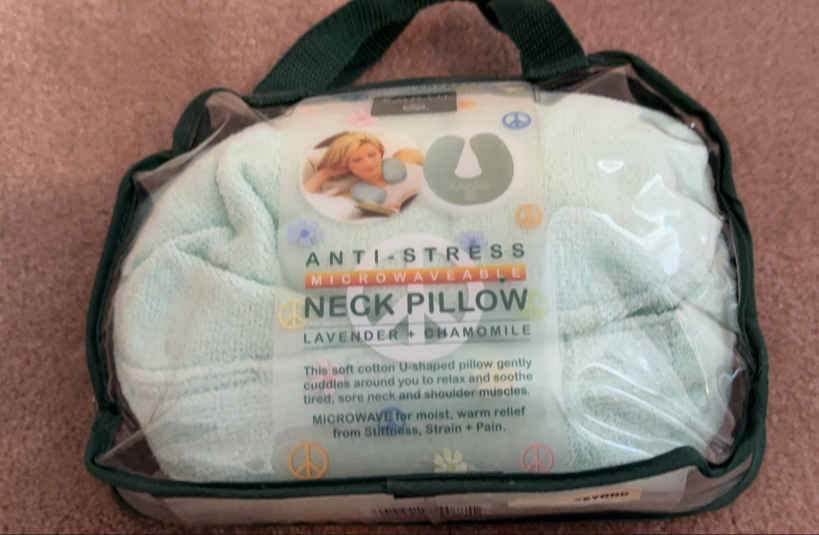 ANTI-STRESS
MICROWAVEABLE
NECK PILLOW
LAVENDER + CHAMOMILE
This soft cotton U-shaped pillow gently
cuddles around you to relax and soothe
tired, sore neck and shoulder muscles.
MICROWAVE for moist, warm relief
from Stiffness, Strain + Pain.